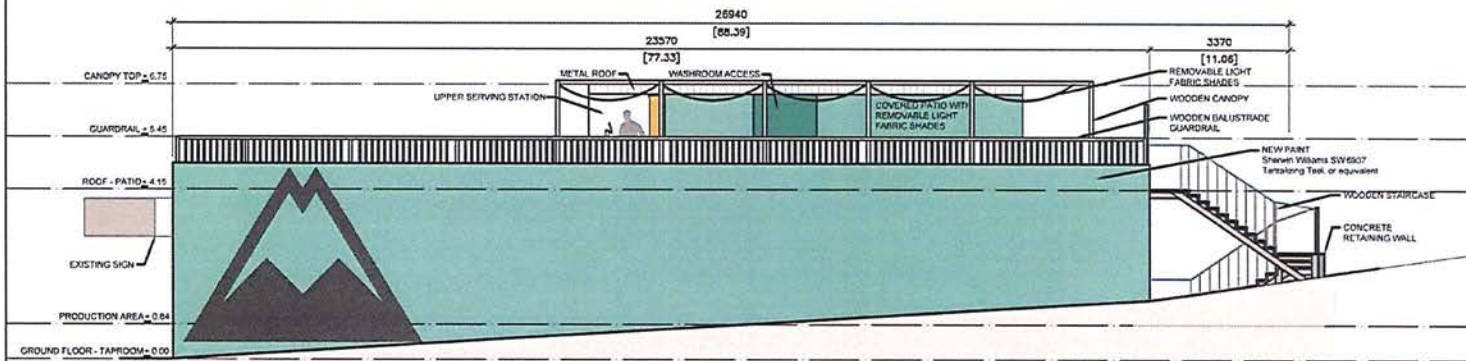 26940
[88.39]
23570
[77.33]
3370
[11.06]
CANOPY TOP + 6.75
METAL ROOF
WASHROOM ACCESS
REMOVABLE LIGHT
FABRIC SHADES
UPPER SERVING STATION
COVERED PATIO WITH
REMOVABLE LIGHT
FABRIC SHADES
WOODEN CANOPY
GUARDRAIL + 5.45
WOODEN BALUSTRADE
GUARDRAIL
NEW PAINT
Sherwin Williams SW6937
Tantalizing Teal, or equivalent
ROOF - PATIO + 4.15
WOODEN STAIRCASE
CONCRETE
RETAINING WALL
EXISTING SIGN
PRODUCTION AREA + 0.84
GROUND FLOOR - TAPROOM + 0.00